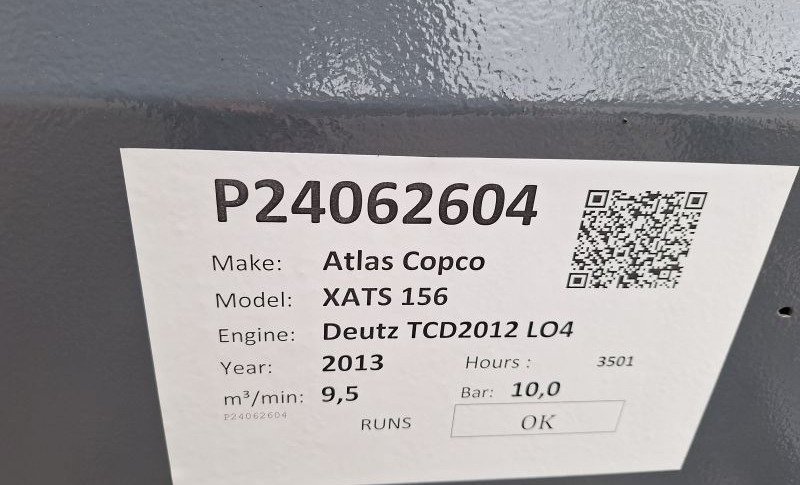 P24062604
Make: Atlas Copco
Model: XATS 156
Engine: Deutz TCD2012 LO4
Year: 2013 Hours : 3501
m³/min: 9,5 Bar: 10,0
P24062604
RUNS OK